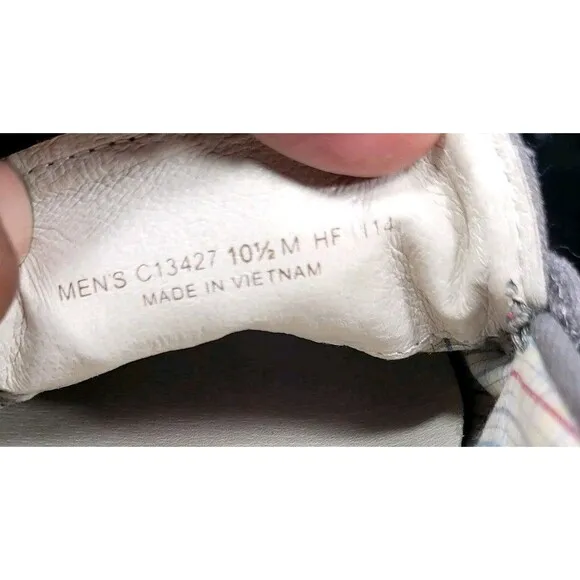 MEN'S C13427 10½ M HF 1114
MADE IN VIETNAM